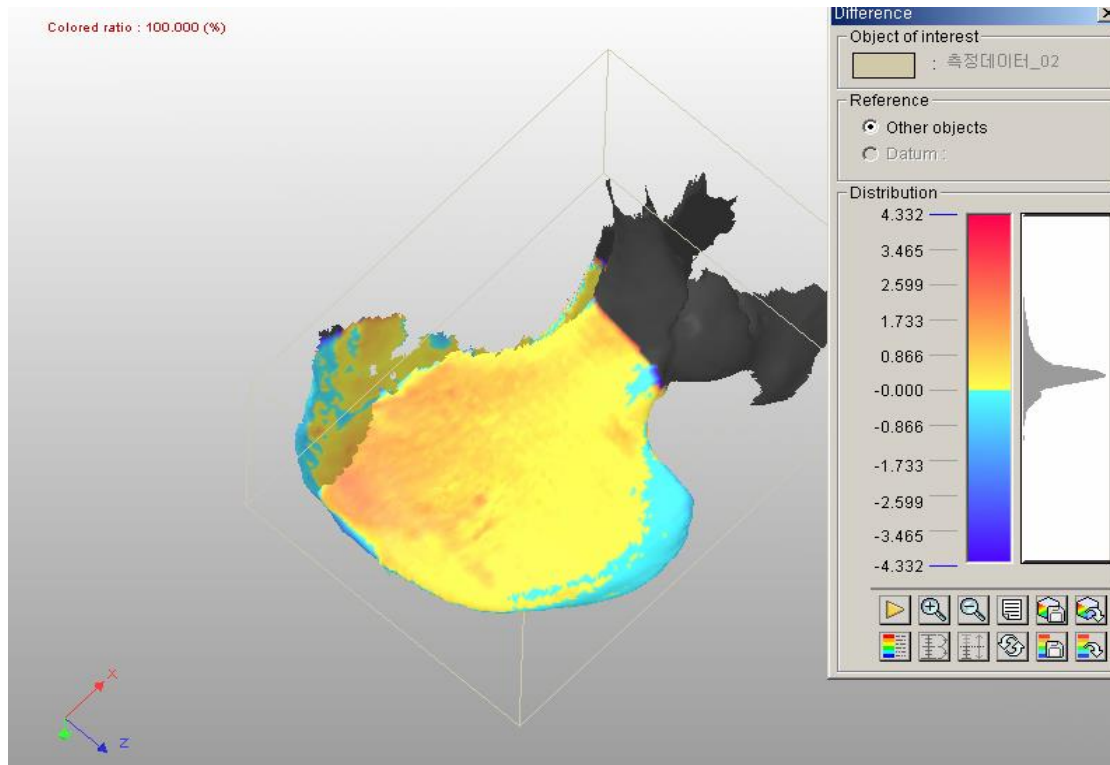 Colored ratio : 100.000 (%)
Difference
Object of interest
: 측정데이터_02
Reference
Other objects
Datum :
Distribution
4.332
3.465
2.599
1.733
0.866
-0.000
-0.866
-1.733
-2.599
-3.465
-4.332
X
Z